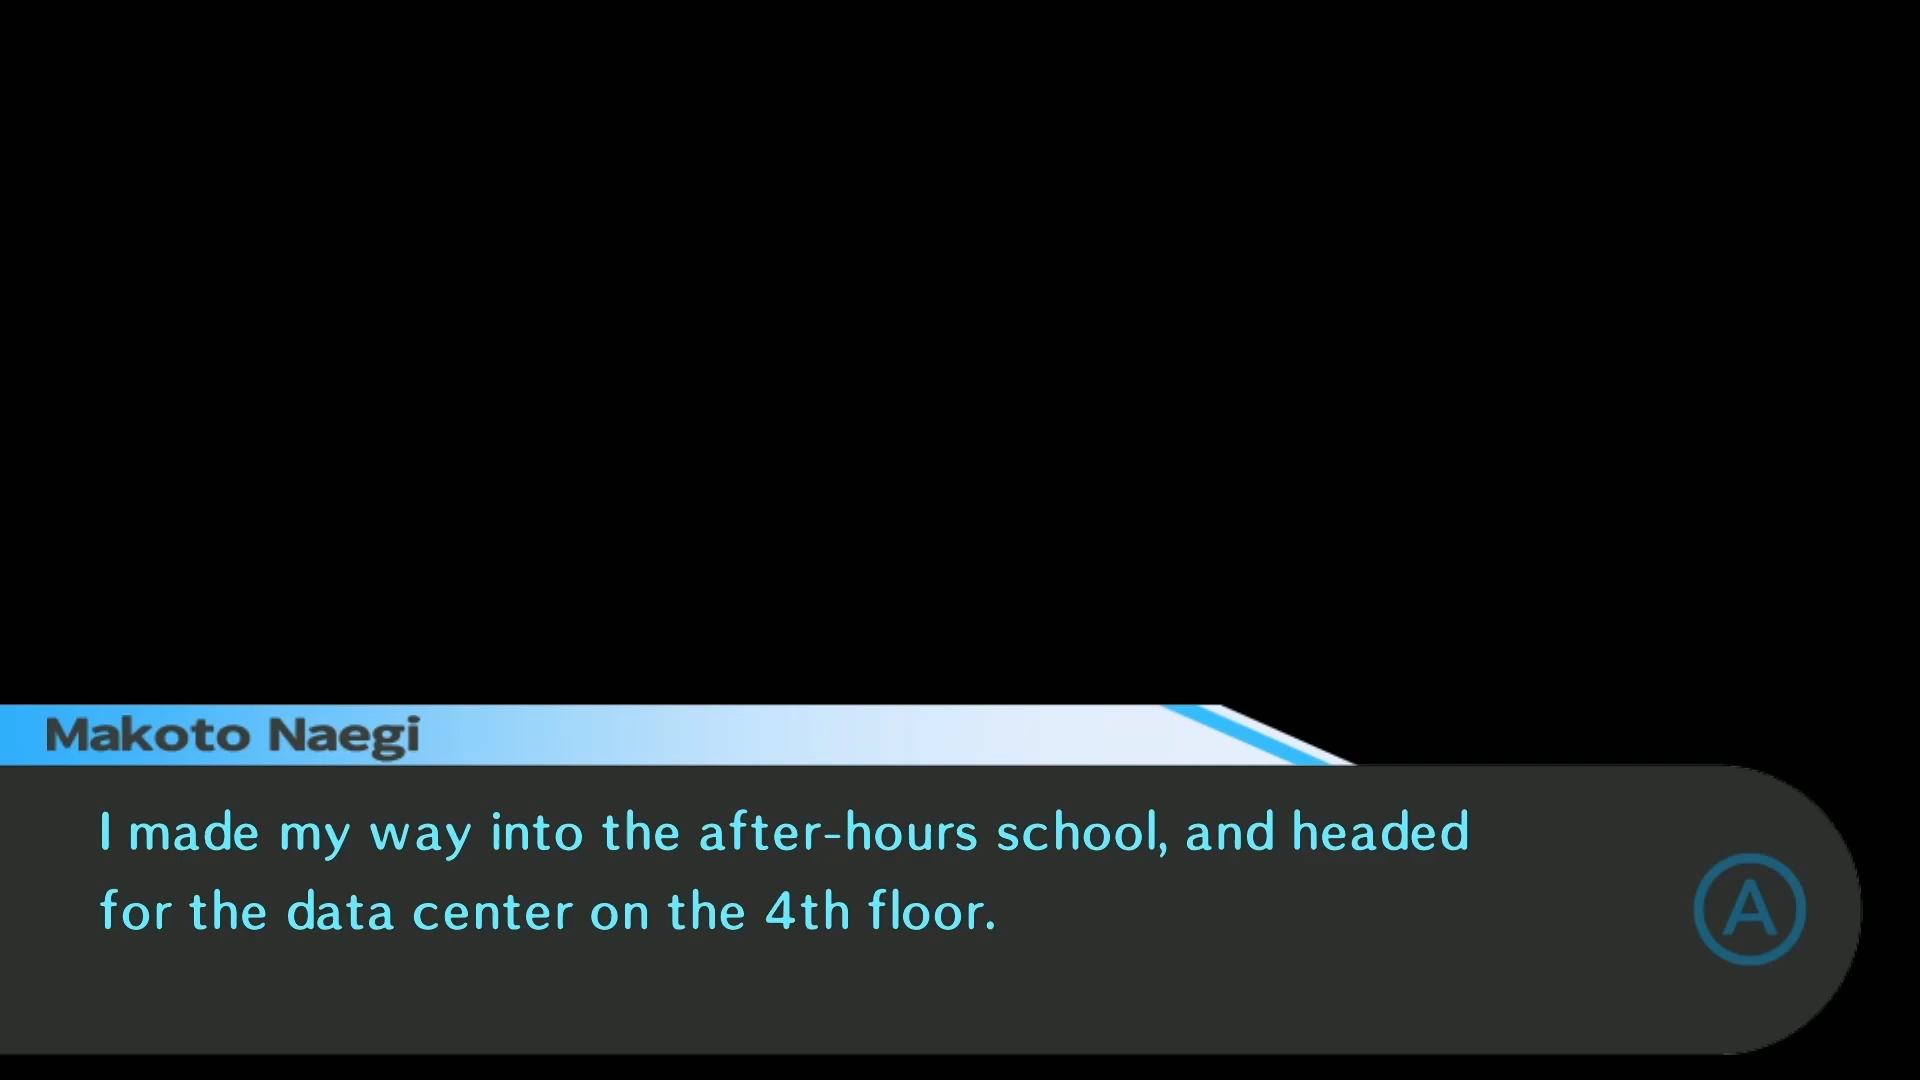 Makoto Naegi
I made my way into the after-hours school, and headed
for the data center on the 4th floor.
A